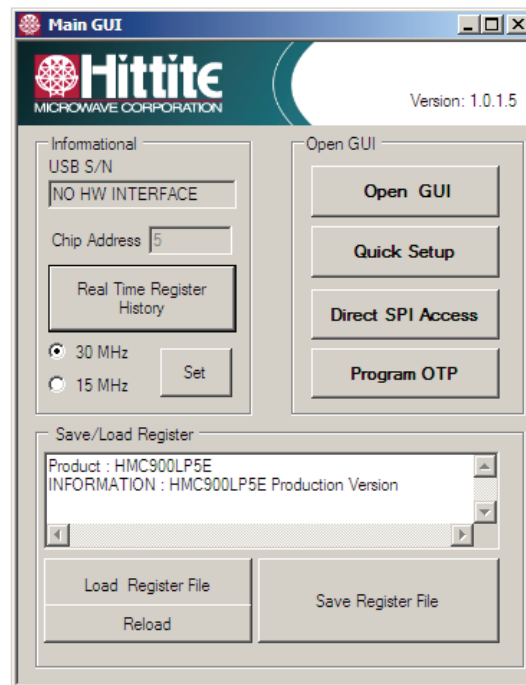 Main GUI
Hittite
MICROWAVE CORPORATION
Version: 1.0.1.5
Informational
USB S/N
NO HW INTERFACE
Chip Address 5
Real Time Register
History
30 MHz
15 MHz
Set
Open GUI
Open GUI
Quick Setup
Direct SPI Access
Program OTP
Save/Load Register
Product : HMC900LP5E
INFORMATION : HMC900LP5E Production Version
Load Register File
Reload
Save Register File